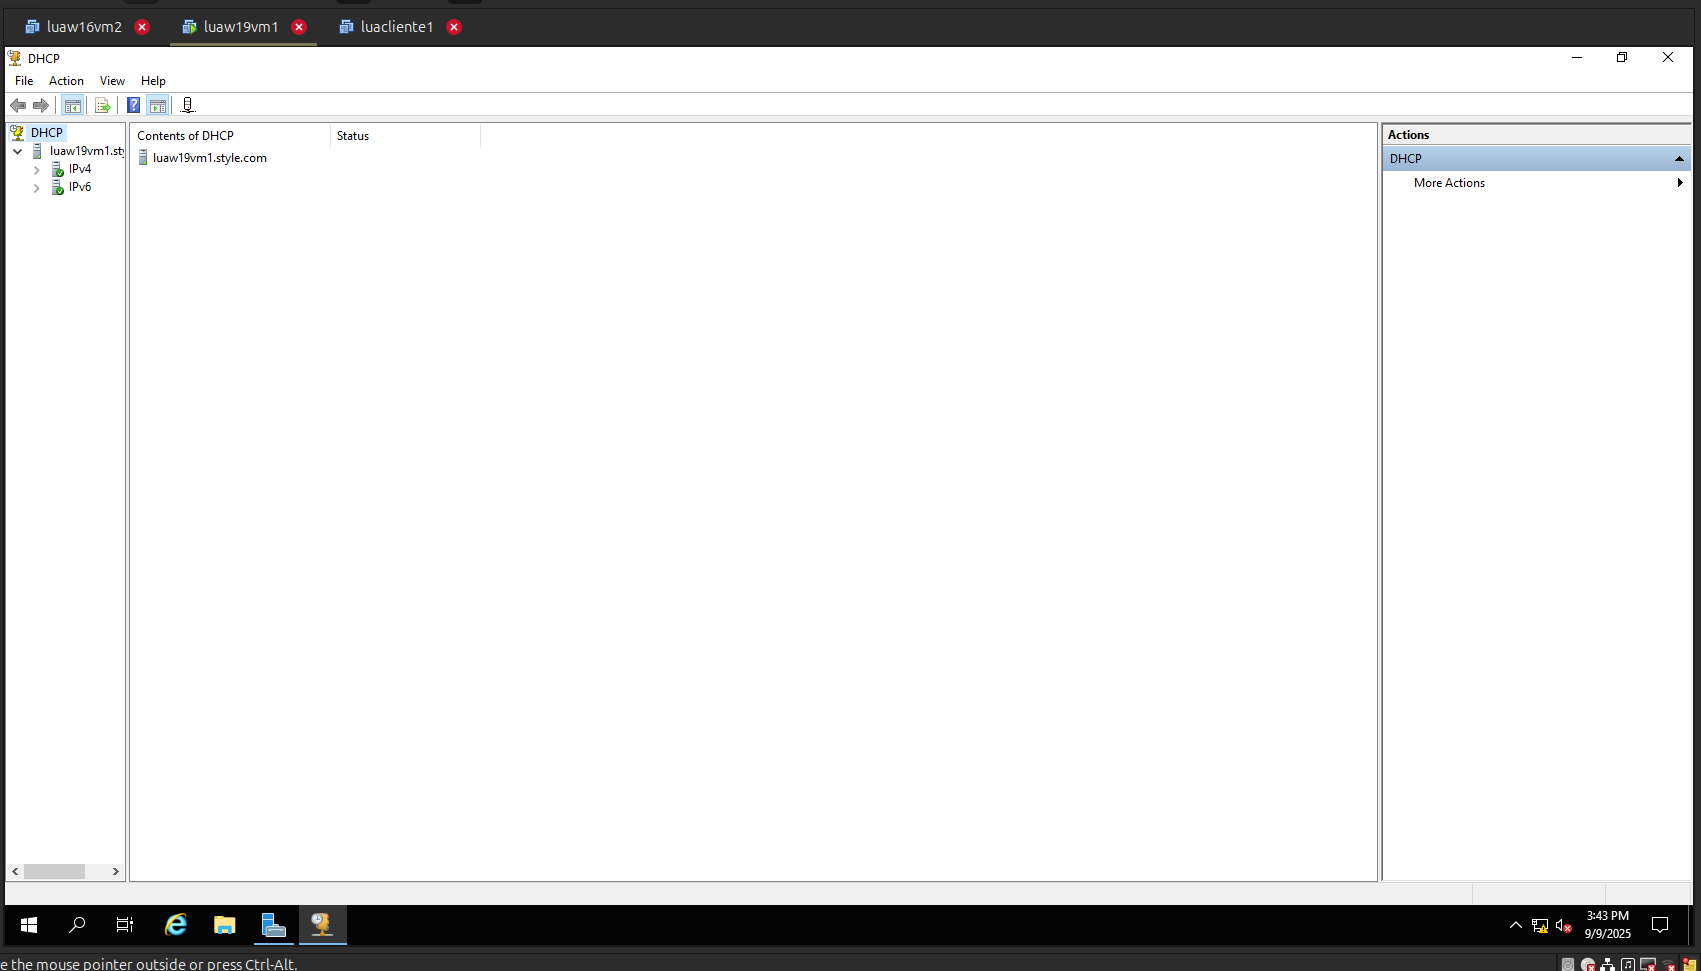 luaw16vm2 luaw19vm1 luacliente1
DHCP
File Action View Help
DHCP
luaw19vm1.sty
IPv4
IPv6
Contents of DHCP Status
luaw19vm1.style.com
Actions
DHCP
More Actions
3:43 PM
9/9/2025
e the mouse pointer outside or press Ctrl-Alt.